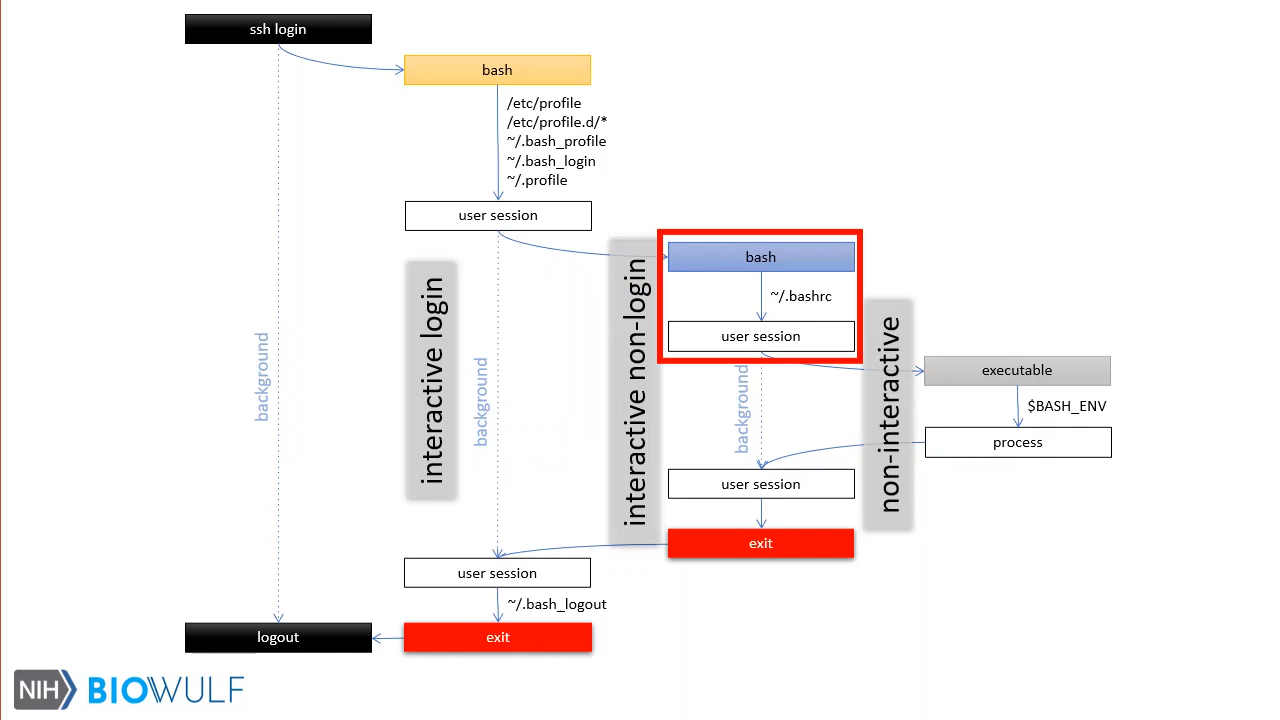 ssh login
bash
/etc/profile
/etc/profile.d/*
~/.bash_profile
~/.bash_login
~/.profile
user session
bash
~/.bashrc
user session
background
interactive login
background
interactive non-login
background
non-interactive
executable
$BASH_ENV
process
user session
exit
user session
~/.bash_logout
logout
exit
NIH BIOWULF